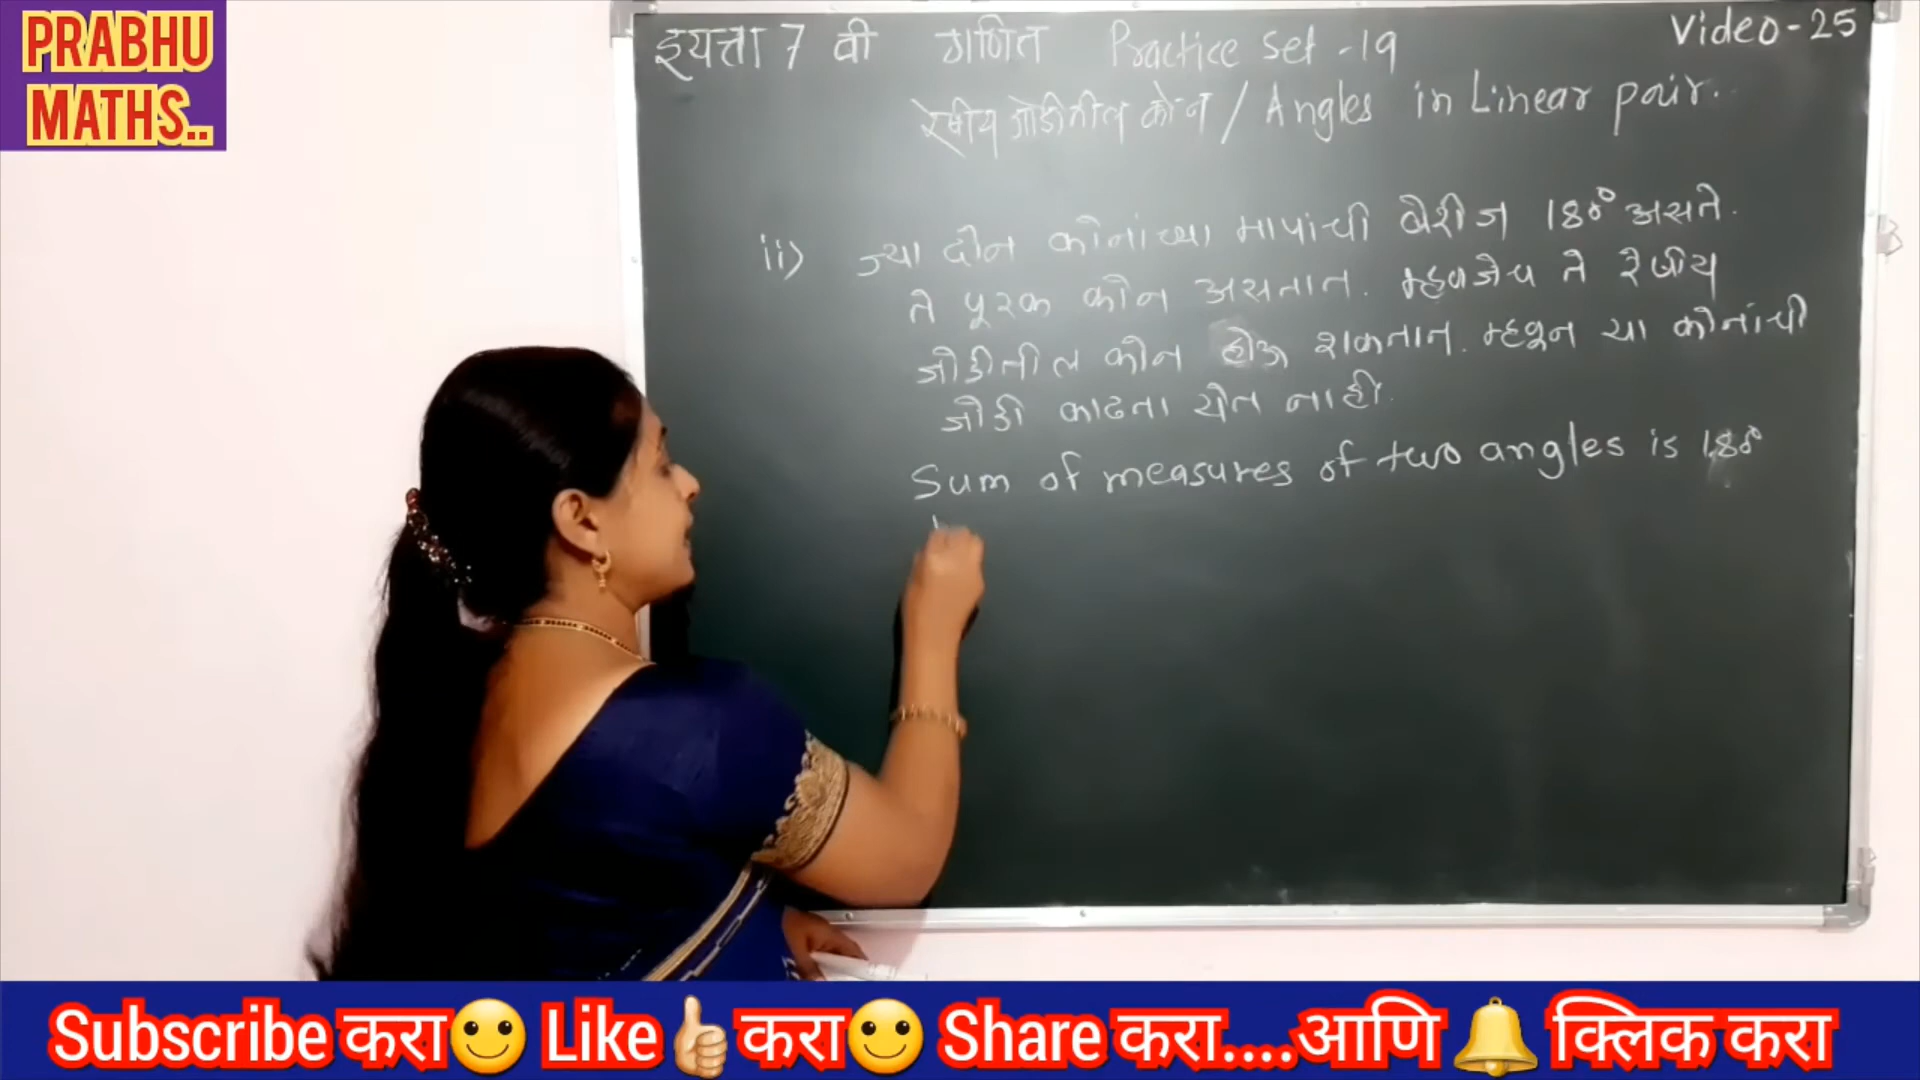 PRABHU
MATHS..
इयत्ता 7 वी गणित Practice Set -19
Video-25
रेषीय जोडीतील कोन / Angles in Linear pair.
ii) ज्या दोन कोनांच्या मापांची बेरीज 180° असते.
ते पूरक कोन असतात. म्हणजेच ते रेषीय
जोडीतील कोन होऊ शकतात. म्हणून या कोनांची
जोडी काढता येत नाही.
Sum of measures of two angles is 180°
Subscribe करा🙂 Like👍 करा🙂 Share करा....आणि 🔔 क्लिक करा